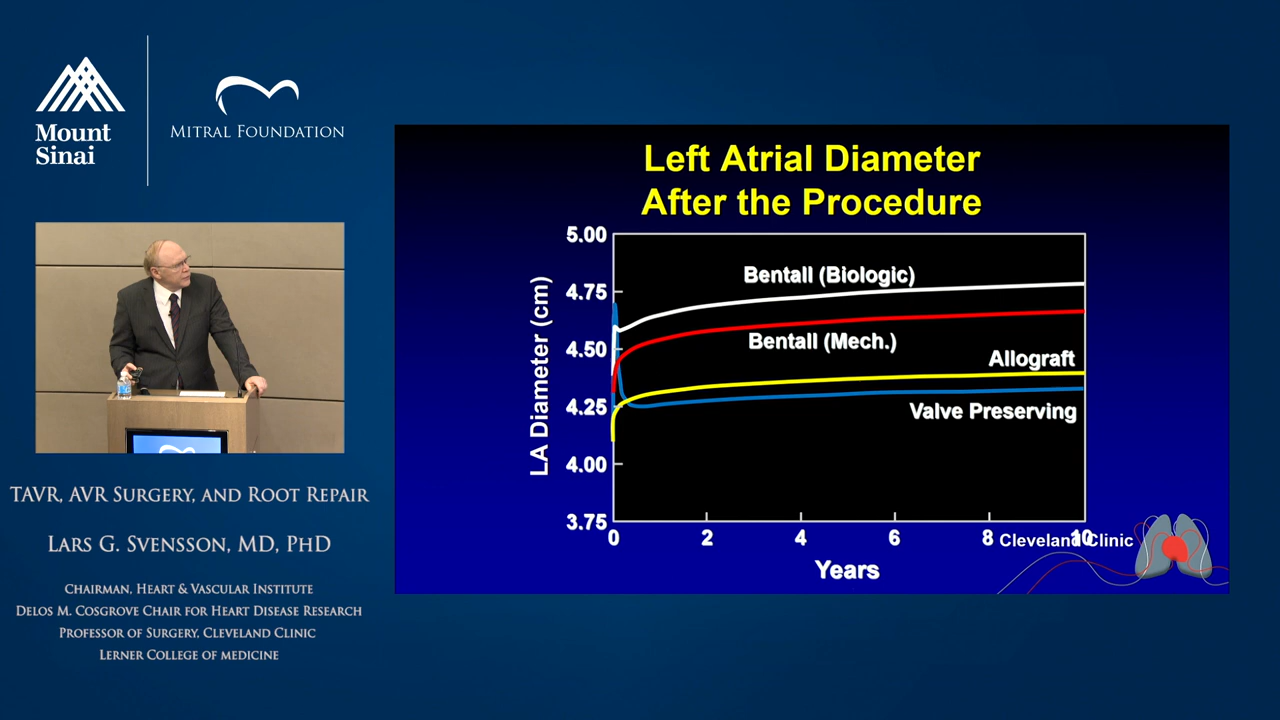 Mount
Sinai
Mitral Foundation
TAVR, AVR Surgery, and Root Repair
Lars G. Svensson, MD, PhD
Chairman, Heart & Vascular Institute
Delos M. Cosgrove Chair for Heart Disease Research
Professor of Surgery, Cleveland Clinic
Lerner College of medicine
Left Atrial Diameter
After the Procedure
LA Diameter (cm)
5.00
4.75
4.50
4.25
4.00
3.75
Bentall (Biologic)
Bentall (Mech.)
Allograft
Valve Preserving
0 2 4 6 8 10
Years
Cleveland Clinic